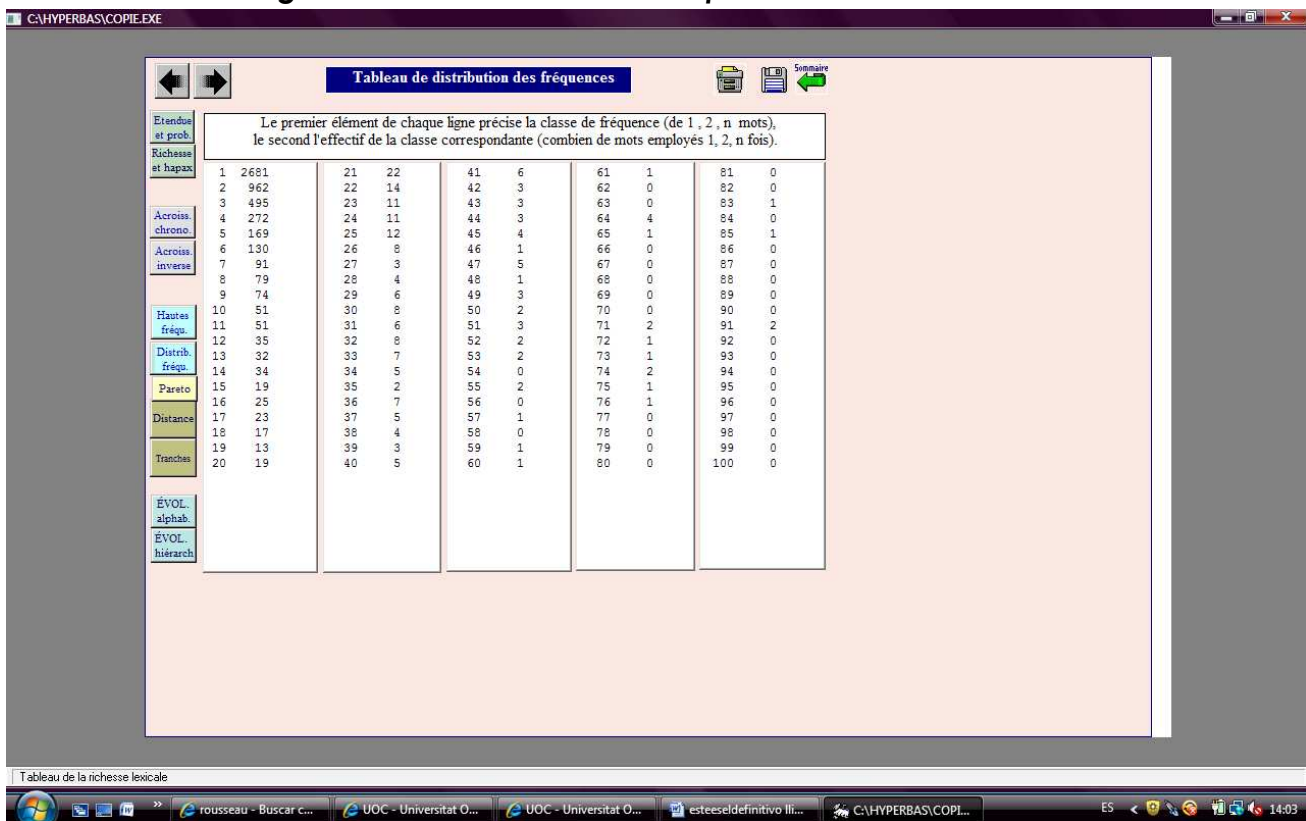 C:\HYPERBAS\COPIE.EXE
Tableau de distribution des fréquences
Sommaire
Le premier élément de chaque ligne précise la classe de fréquence (de 1 , 2 , n mots),
le second l'effectif de la classe correspondante (combien de mots employés 1, 2, n fois).
Etendue
et prob.
Richesse
et hapax
Acroiss.
chrono.
Acroiss.
inverse
Hautes
fréqu.
Distrib.
fréqu.
Pareto
Distance
Tranches
ÉVOL.
alphab.
ÉVOL.
hiérarch
1 2681 21 22 41 6 61 1 81 0
2 962 22 14 42 3 62 0 82 0
3 495 23 11 43 3 63 0 83 1
4 272 24 11 44 3 64 4 84 0
5 169 25 12 45 4 65 1 85 1
6 130 26 8 46 1 66 0 86 0
7 91 27 3 47 5 67 0 87 0
8 79 28 4 48 1 68 0 88 0
9 74 29 6 49 3 69 0 89 0
10 51 30 8 50 2 70 0 90 0
11 51 31 6 51 3 71 2 91 2
12 35 32 8 52 2 72 1 92 0
13 32 33 7 53 2 73 1 93 0
14 34 34 5 54 0 74 2 94 0
15 19 35 2 55 2 75 1 95 0
16 25 36 7 56 0 76 1 96 0
17 23 37 5 57 1 77 0 97 0
18 17 38 4 58 0 78 0 98 0
19 13 39 3 59 1 79 0 99 0
20 19 40 5 60 1 80 0 100 0
Tableau de la richesse lexicale
rousseau - Buscar c... UOC - Universitat O... UOC - Universitat O... esteeseldefinitivo lli... C:\HYPERBAS\COPI... ES 14:03